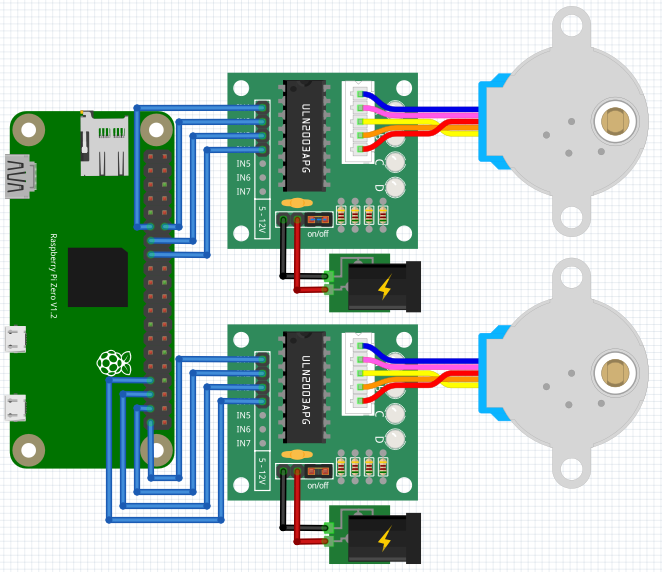 ULN2003APG
IN5
IN6
IN7
C
D
5 - 12V
on/off
Raspberry Pi Zero V1.2
ULN2003APG
IN5
IN6
IN7
C
D
5 - 12V
on/off